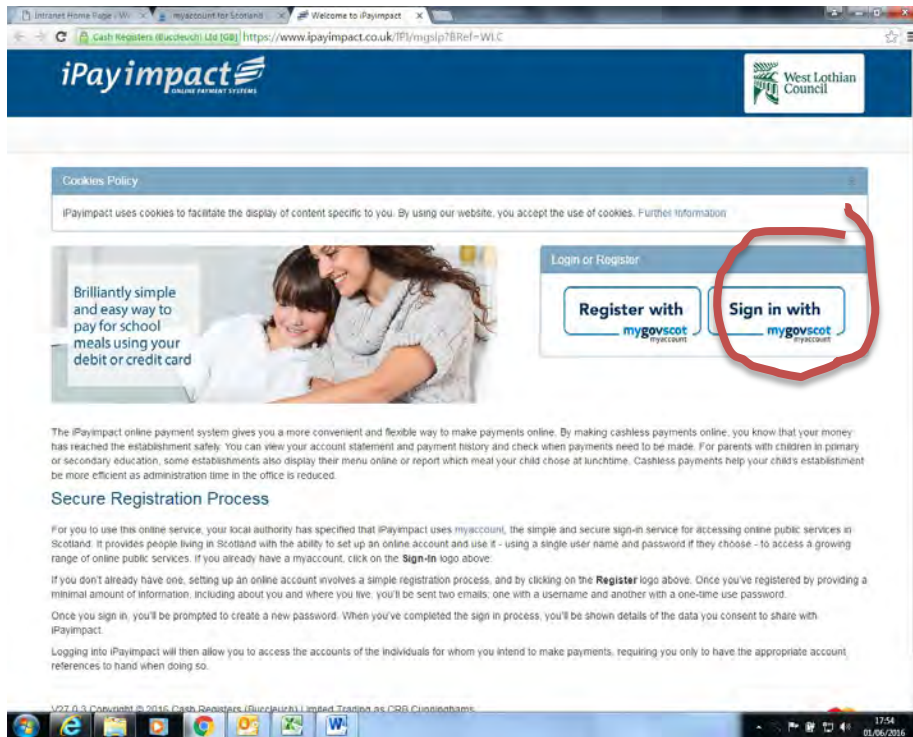 Intranet Home Page - W
myaccount for Scotland
Welcome to iPayimpact
Cash Registers (Buccleuch) Ltd [GB] https://www.ipayimpact.co.uk/IPI/mgslp?BRef=WLC
iPayimpact
ONLINE PAYMENT SYSTEMS
West Lothian
Council
Cookies Policy
iPayimpact uses cookies to facilitate the display of content specific to you. By using our website, you accept the use of cookies. Further Information
Login or Register
Brilliantly simple
and easy way to
pay for school
meals using your
debit or credit card
Register with
mygovscot
myaccount
Sign in with
mygovscot
myaccount
The iPayimpact online payment system gives you a more convenient and flexible way to make payments online. By making cashless payments online, you know that your money
has reached the establishment safely. You can view your account statement and payment history and check when payments need to be made. For parents with children in primary
or secondary education, some establishments also display their menu online or report which meal your child chose at lunchtime. Cashless payments help your child's establishment
be more efficient as administration time in the office is reduced.
Secure Registration Process
For you to use this online service, your local authority has specified that iPayimpact uses myaccount, the simple and secure sign-in service for accessing online public services in
Scotland. It provides people living in Scotland with the ability to set up an online account and use it - using a single user name and password if they choose - to access a growing
range of online public services. If you already have a myaccount, click on the Sign-In logo above.
If you don't already have one, setting up an online account involves a simple registration process, and by clicking on the Register logo above. Once you've registered by providing a
minimal amount of information, including about you and where you live, you'll be sent two emails, one with a username and another with a one-time use password.
Once you sign in, you'll be prompted to create a new password. When you've completed the sign in process, you'll be shown details of the data you consent to share with
iPayimpact.
Logging into iPayimpact will then allow you to access the accounts of the individuals for whom you intend to make payments, requiring you only to have the appropriate account
references to hand when doing so.
V27.0.3 Copyright © 2016 Cash Registers (Buccleuch) Limited Trading as CRB Cunninghams
17:54
01/06/2016